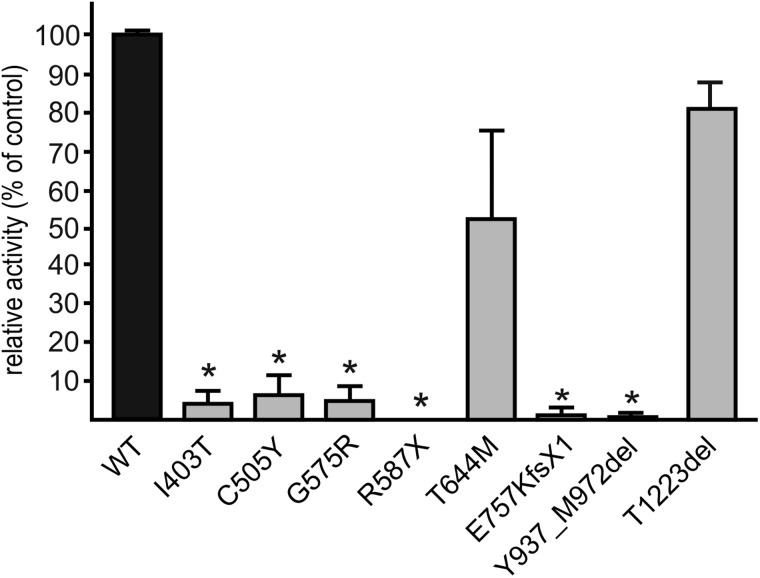 relative activity (% of control)
100
90
80
70
60
50
40
30
20
10
* * * * * *
WT
I403T
C505Y
G575R
R587X
T644M
E757KfsX1
Y937_M972del
T1223del